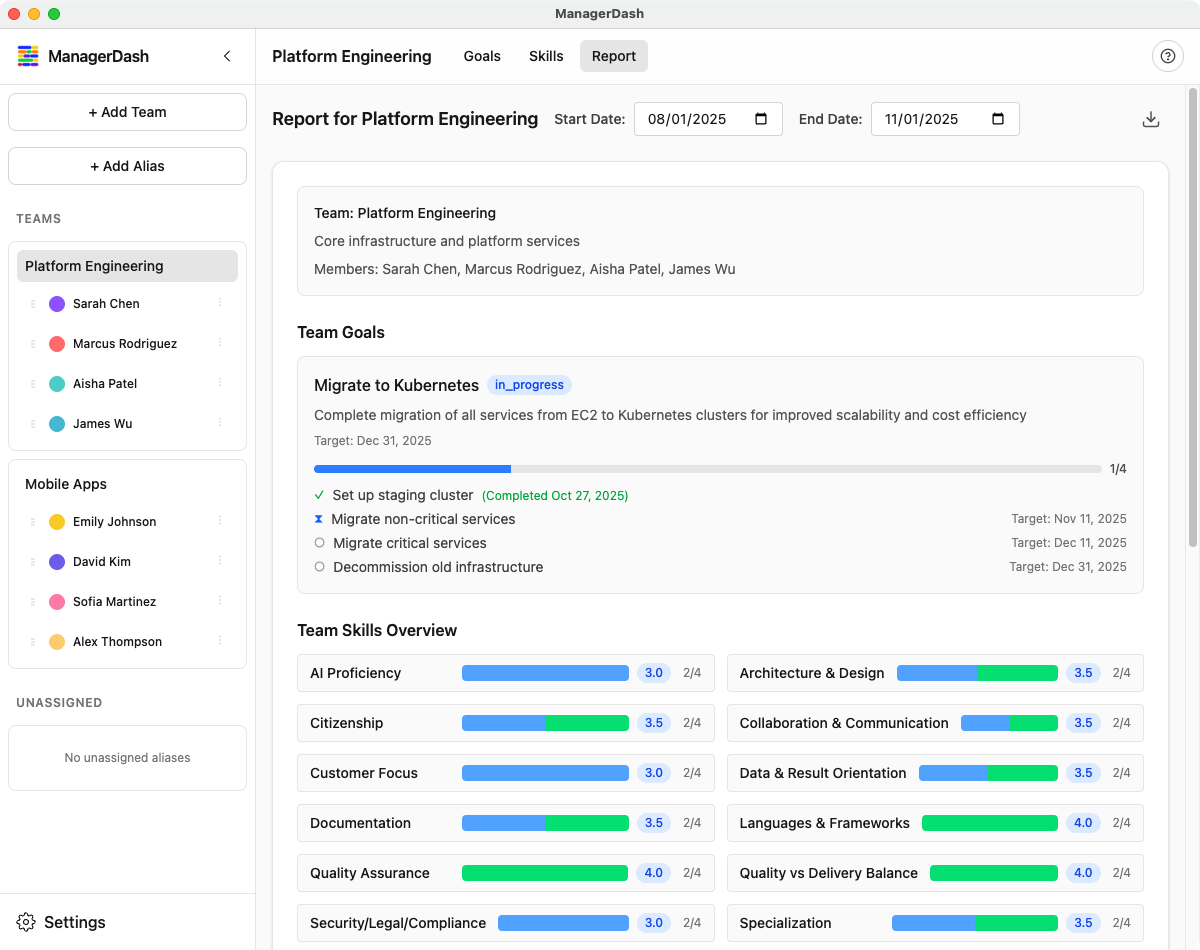 ManagerDash
ManagerDash
Platform Engineering Goals Skills Report
+ Add Team
+ Add Alias
TEAMS
Platform Engineering
Sarah Chen
Marcus Rodriguez
Aisha Patel
James Wu
Mobile Apps
Emily Johnson
David Kim
Sofia Martinez
Alex Thompson
UNASSIGNED
No unassigned aliases
Settings
Report for Platform Engineering Start Date: 08/01/2025 End Date: 11/01/2025
Team: Platform Engineering
Core infrastructure and platform services
Members: Sarah Chen, Marcus Rodriguez, Aisha Patel, James Wu
Team Goals
Migrate to Kubernetes in_progress
Complete migration of all services from EC2 to Kubernetes clusters for improved scalability and cost efficiency
Target: Dec 31, 2025
1/4
✓ Set up staging cluster (Completed Oct 27, 2025)
Migrate non-critical services Target: Nov 11, 2025
Migrate critical services Target: Dec 11, 2025
Decommission old infrastructure Target: Dec 31, 2025
Team Skills Overview
AI Proficiency 3.0 2/4
Architecture & Design 3.5 2/4
Citizenship 3.5 2/4
Collaboration & Communication 3.5 2/4
Customer Focus 3.0 2/4
Data & Result Orientation 3.5 2/4
Documentation 3.5 2/4
Languages & Frameworks 4.0 2/4
Quality Assurance 4.0 2/4
Quality vs Delivery Balance 4.0 2/4
Security/Legal/Compliance 3.0 2/4
Specialization 3.5 2/4